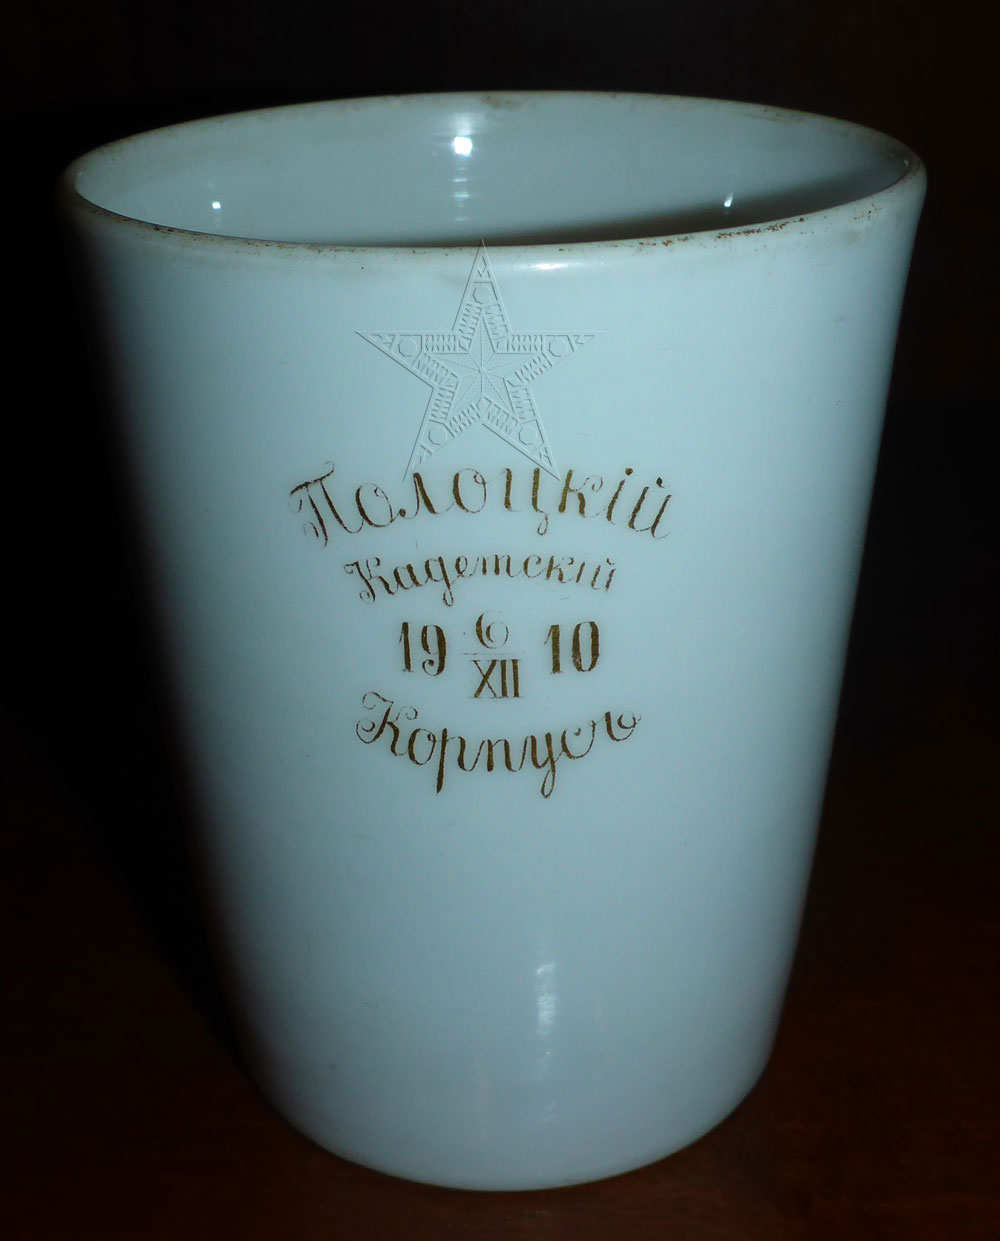 Полоцкій
Кадетскій
19 6/XII 10
Корпусъ